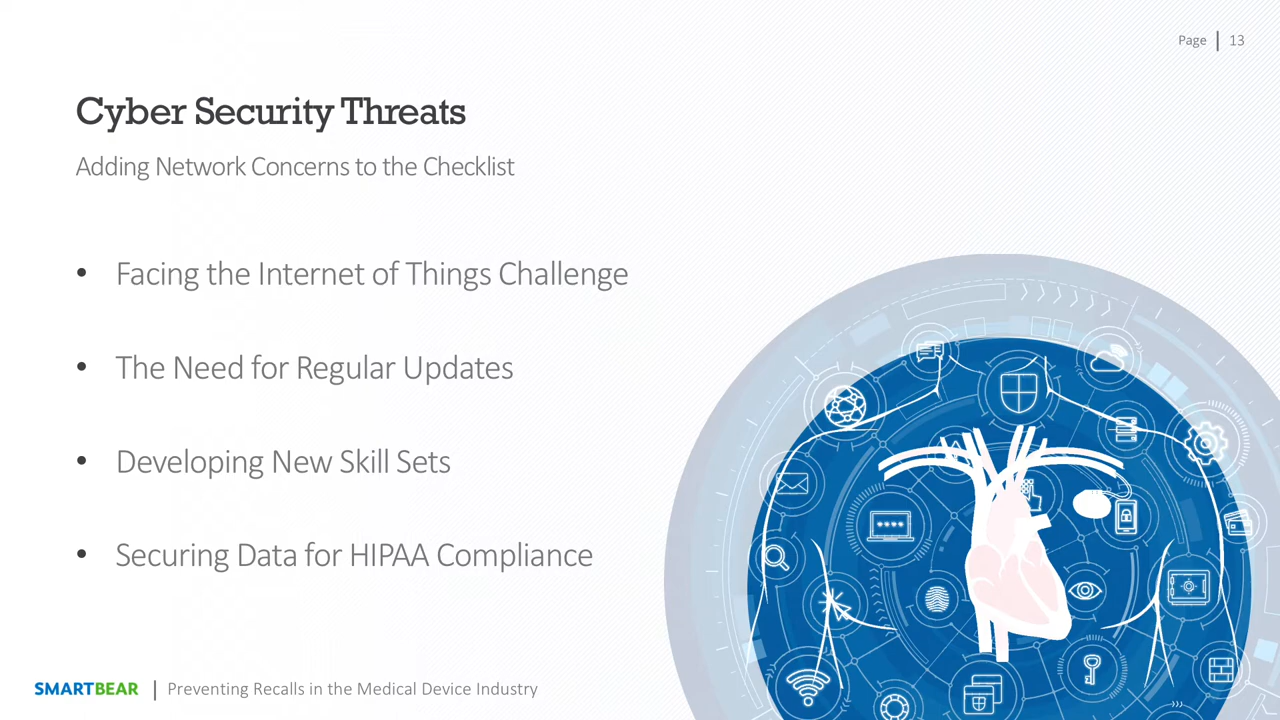 Page | 13
Cyber Security Threats
Adding Network Concerns to the Checklist
• Facing the Internet of Things Challenge
• The Need for Regular Updates
• Developing New Skill Sets
• Securing Data for HIPAA Compliance
SMARTBEAR | Preventing Recalls in the Medical Device Industry